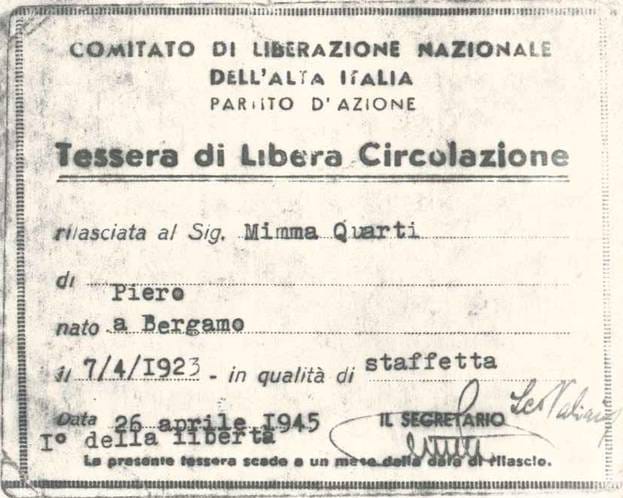 COMITATO DI LIBERAZIONE NAZIONALE
DELL'ALTA ITALIA
PARTITO D'AZIONE
Tessera di Libera Circolazione
rilasciata al Sig. Mimma Quarti
di Piero
nato a Bergamo
il 7/4/I923 - in qualità di staffetta
Data 26 aprile I945 IL SEGRETARIO
I° della libertà
La presente tessera scade a un mese dalla data di rilascio.